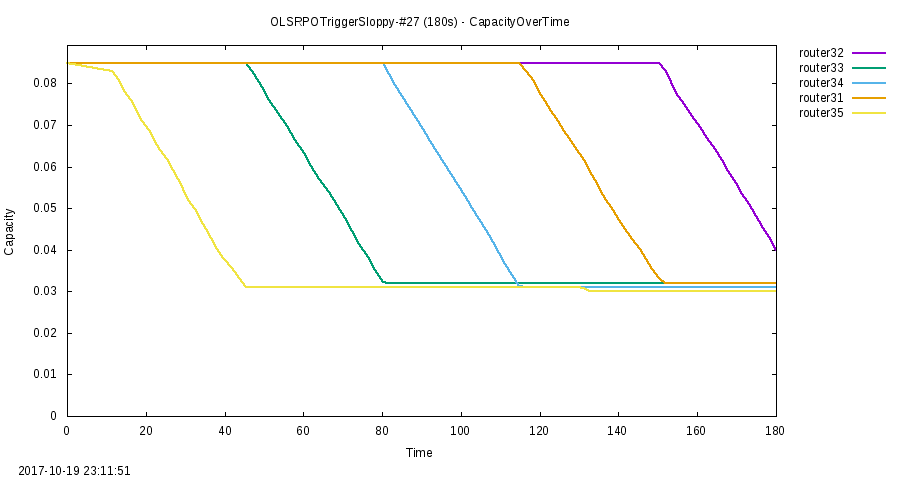 OLSRPOTriggerSloppy-#27 (180s) - CapacityOverTime
router32
router33
router34
router31
router35
Capacity
0.08
0.07
0.06
0.05
0.04
0.03
0.02
0.01
0
0 20 40 60 80 100 120 140 160 180
Time
2017-10-19 23:11:51